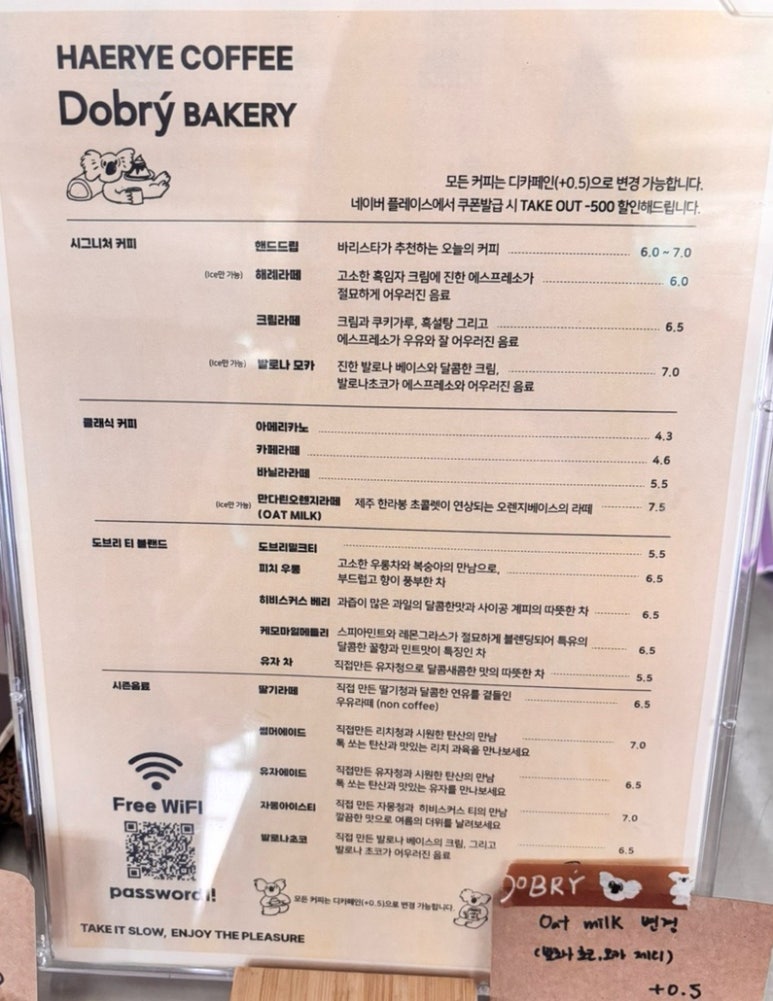 HAERYE COFFEE
Dobrý BAKERY
모든 커피는 디카페인(+0.5)으로 변경 가능합니다.
네이버 플레이스에서 쿠폰발급 시 TAKE OUT -500 할인해드립니다.
시그니처 커피
핸드드립 바리스타가 추천하는 오늘의 커피 6.0 ~ 7.0
(Ice만 가능) 해례라떼 고소한 흑임자 크림에 진한 에스프레소가 6.0
절묘하게 어우러진 음료
크림라떼 크림과 쿠키가루, 흑설탕 그리고 6.5
에스프레소가 우유와 잘 어우러진 음료
(Ice만 가능) 발로나 모카 진한 발로나 베이스와 달콤한 크림, 7.0
발로나초코가 에스프레소와 어우러진 음료
클래식 커피
아메리카노 4.3
카페라떼 4.6
바닐라라떼 5.5
(Ice만 가능) 만다린오렌지라떼 제주 한라봉 초콜렛이 연상되는 오렌지베이스의 라떼 7.5
(OAT MILK)
도브리 티 블랜드
도브리밀크티 5.5
피치 우롱 고소한 우롱차와 복숭아의 만남으로, 6.5
부드럽고 향이 풍부한 차
히비스커스 베리 과즙이 많은 과일의 달콤한맛과 사이공 계피의 따뜻한 차 6.5
케모마일메들리 스피아민트와 레몬그라스가 절묘하게 블렌딩되어 특유의 6.5
달콤한 꿀향과 민트맛이 특징인 차
유자 차 직접만든 유자청으로 달콤새콤한 맛의 따뜻한 차 5.5
시즌음료
딸기라떼 직접 만든 딸기청과 달콤한 연유를 곁들인 6.5
우유라떼 (non coffee)
썸머에이드 직접만든 리치청과 시원한 탄산의 만남 7.0
톡 쏘는 탄산과 맛있는 리치 과육을 만나보세요
유자에이드 직접만든 유자청과 시원한 탄산의 만남 6.5
톡 쏘는 탄산과 맛있는 유자를 만나보세요
자몽아이스티 직접 만든 자몽청과 히비스커스 티의 만남 7.0
깔끔한 맛으로 여름의 더위를 날려보세요
발로나초코 직접 만든 발로나 베이스의 크림, 그리고 6.5
발로나 초코가 어우러진 음료
Free WiFi
password!!
모든 커피는 디카페인(+0.5)으로 변경 가능합니다.
TAKE IT SLOW, ENJOY THE PLEASURE
DOBRÝ
Oat milk 변경
제외)
+0.5